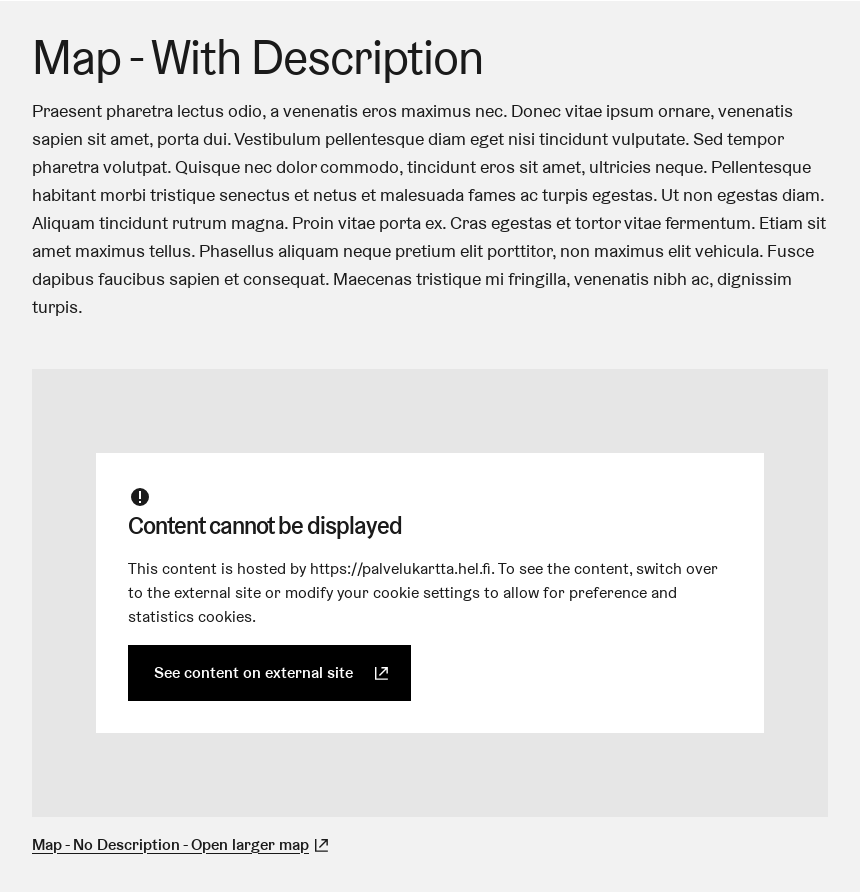 Map - With Description
Praesent pharetra lectus odio, a venenatis eros maximus nec. Donec vitae ipsum ornare, venenatis
sapien sit amet, porta dui. Vestibulum pellentesque diam eget nisi tincidunt vulputate. Sed tempor
pharetra volutpat. Quisque nec dolor commodo, tincidunt eros sit amet, ultricies neque. Pellentesque
habitant morbi tristique senectus et netus et malesuada fames ac turpis egestas. Ut non egestas diam.
Aliquam tincidunt rutrum magna. Proin vitae porta ex. Cras egestas et tortor vitae fermentum. Etiam sit
amet maximus tellus. Phasellus aliquam neque pretium elit porttitor, non maximus elit vehicula. Fusce
dapibus faucibus sapien et consequat. Maecenas tristique mi fringilla, venenatis nibh ac, dignissim
turpis.
Content cannot be displayed
This content is hosted by https://palvelukartta.hel.fi. To see the content, switch over
to the external site or modify your cookie settings to allow for preference and
statistics cookies.
See content on external site
Map - No Description - Open larger map